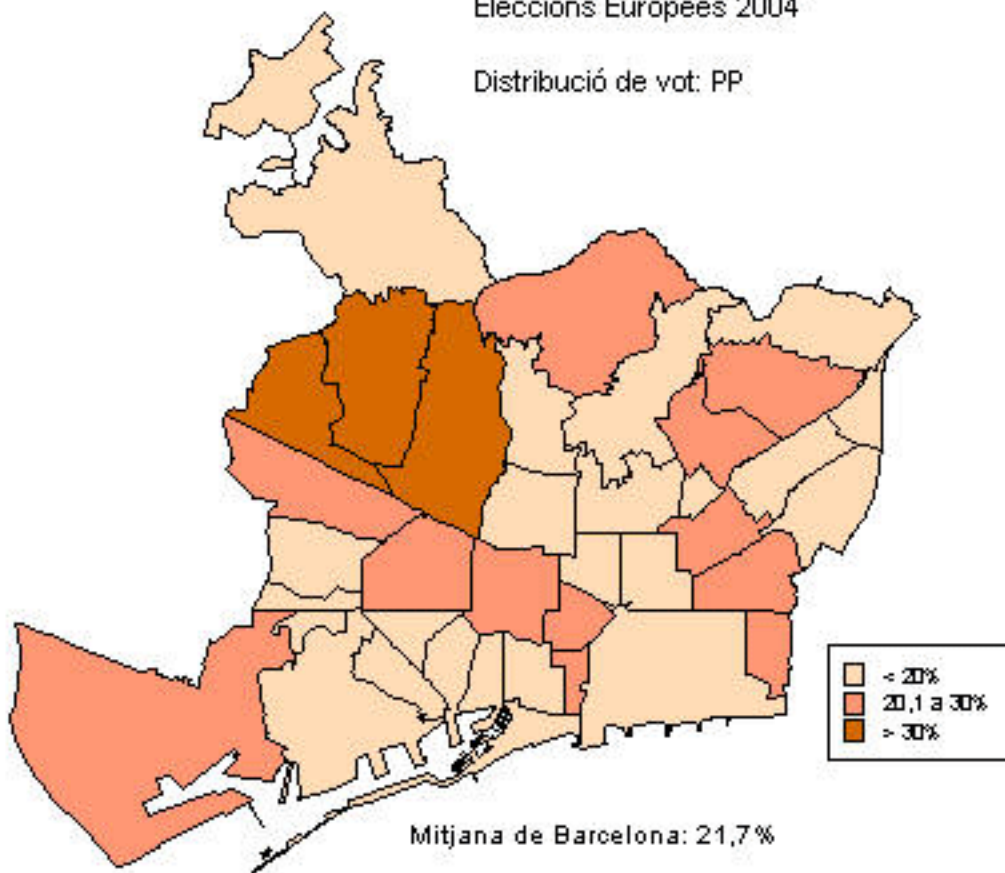 Eleccions Europees 2004
Distribució de vot: PP
< 20%
20,1 a 30%
> 30%
Mitjana de Barcelona: 21,7%